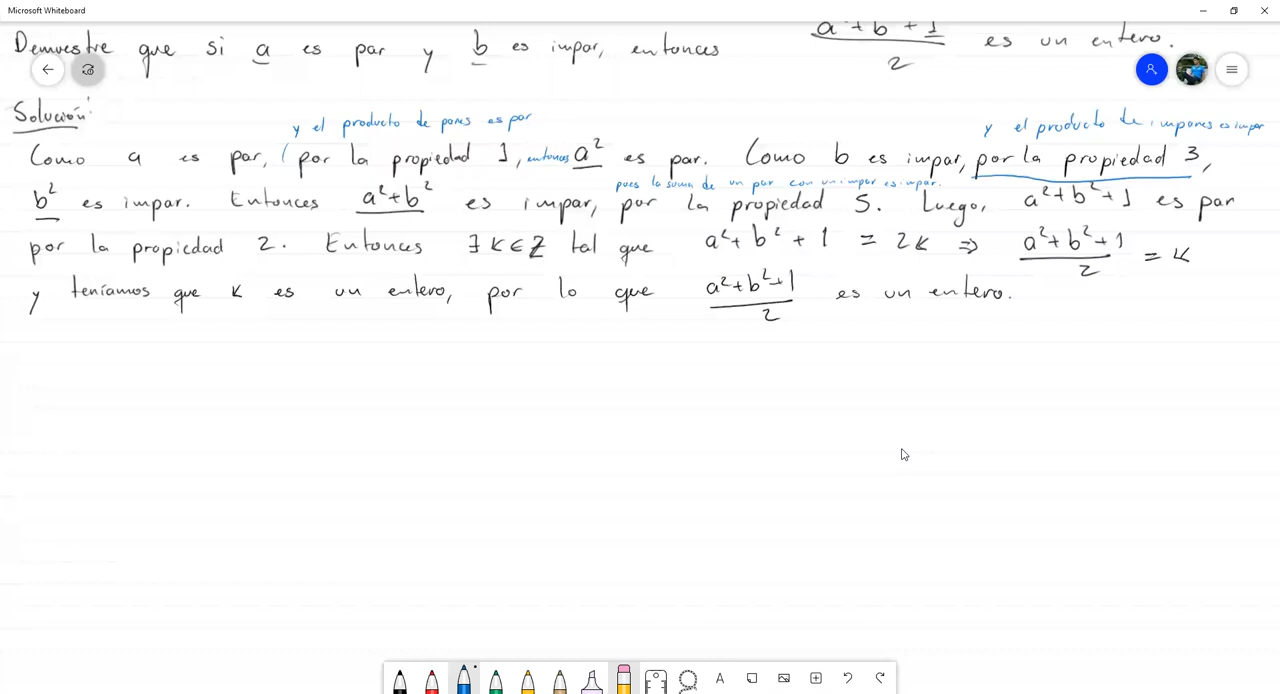 Microsoft Whiteboard
Demuestre que si a es par y b es impar, entonces a²+b²+1/2 es un entero.
Solución:
y el producto de pares es par
y el producto de impares es impar
Como a es par, (por la propiedad 1, entonces a² es par. Como b es impar, por la propiedad 3,
pues la suma de un par con un impar es impar.
b² es impar. Entonces a²+b² es impar, por la propiedad 5. Luego, a²+b²+1 es par
por la propiedad 2. Entonces ∃ K ∈ Z tal que a²+b²+1 = 2K ⇒ a²+b²+1/2 = K
y teníamos que K es un entero, por lo que a²+b²+1/2 es un entero.
A